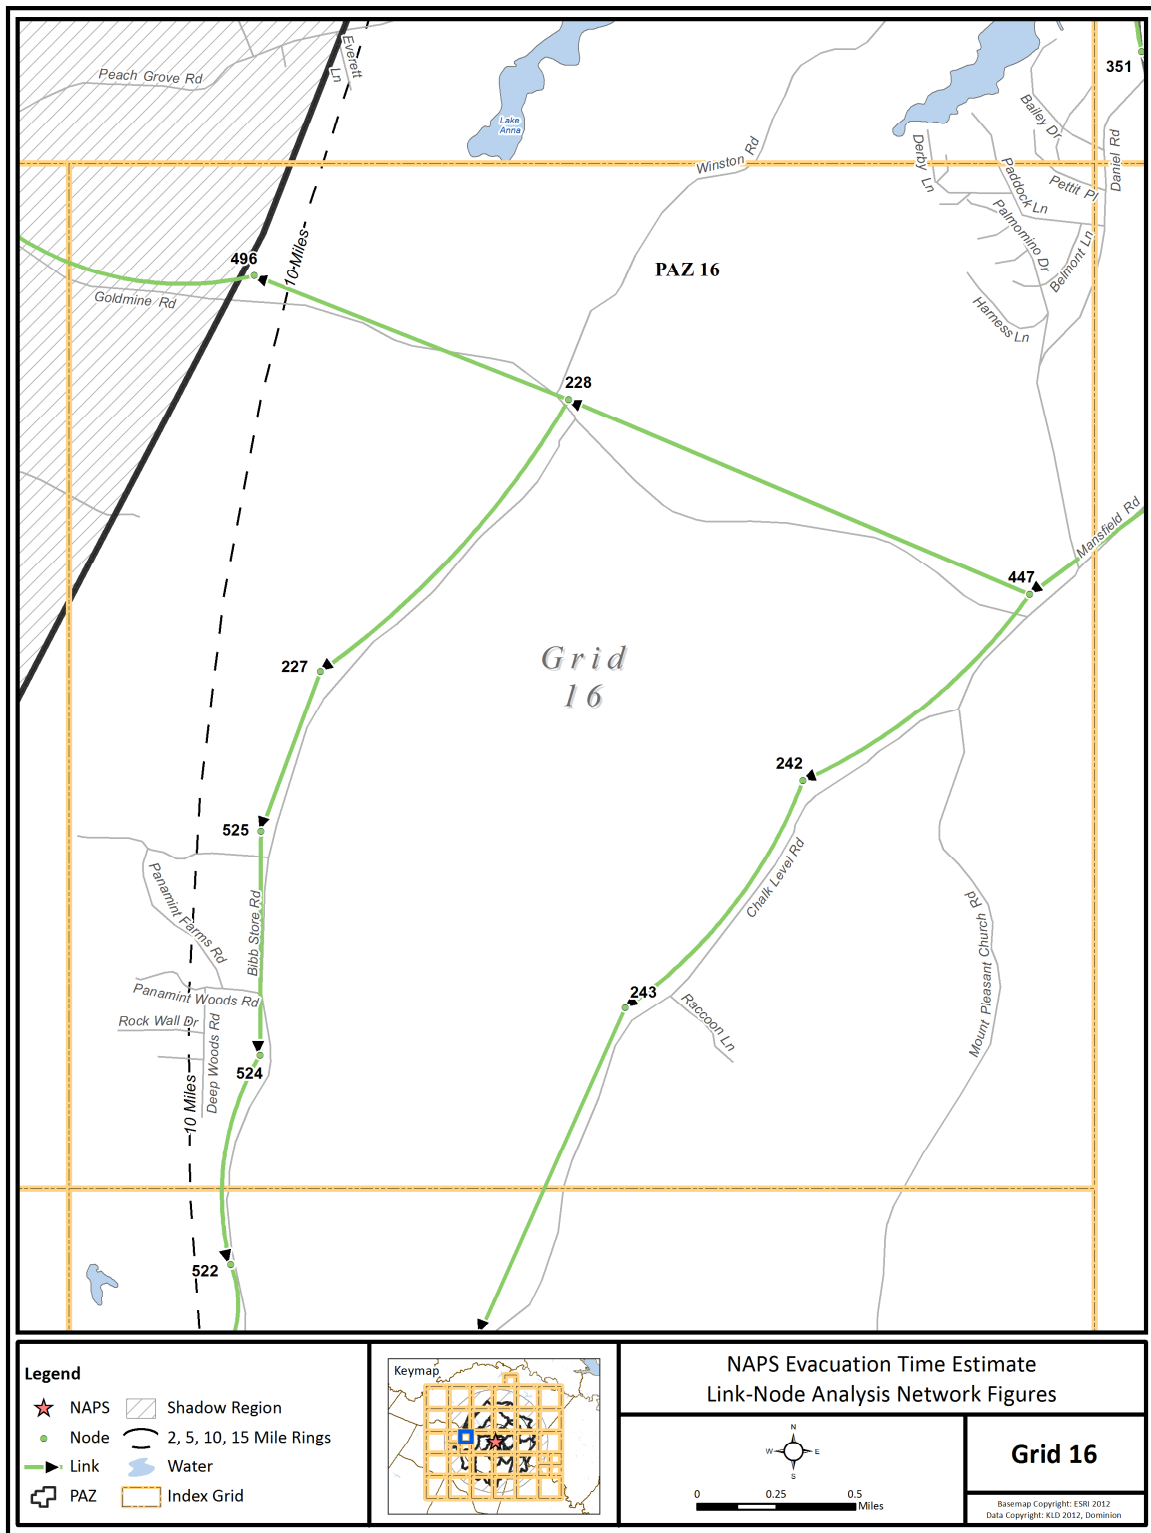 351
Peach Grove Rd
Everett
Ln
Lake
Anna
Winston Rd
Bailey Dr
Daniel Rd
Derby Ln
Paddock Ln
Pettit Pl
Palmomino Dr
Belmont Ln
Harness Ln
496
10 Miles
PAZ 16
Goldmine Rd
228
Mansfield Rd
447
227
Grid
16
242
525
Chalk Level Rd
Panamint Farms Rd
Bibb Store Rd
Mount Pleasant Church Rd
243
Panamint Woods Rd
Raccoon Ln
Rock Wall Dr
Deep Woods Rd
524
10 Miles
522
Legend
NAPS
Shadow Region
Node
2, 5, 10, 15 Mile Rings
Link
Water
PAZ
Index Grid
Keymap
NAPS Evacuation Time Estimate
Link-Node Analysis Network Figures
N
W E
S
0 0.25 0.5
Miles
Grid 16
Basemap Copyright: ESRI 2012
Data Copyright: KLD 2012, Dominion